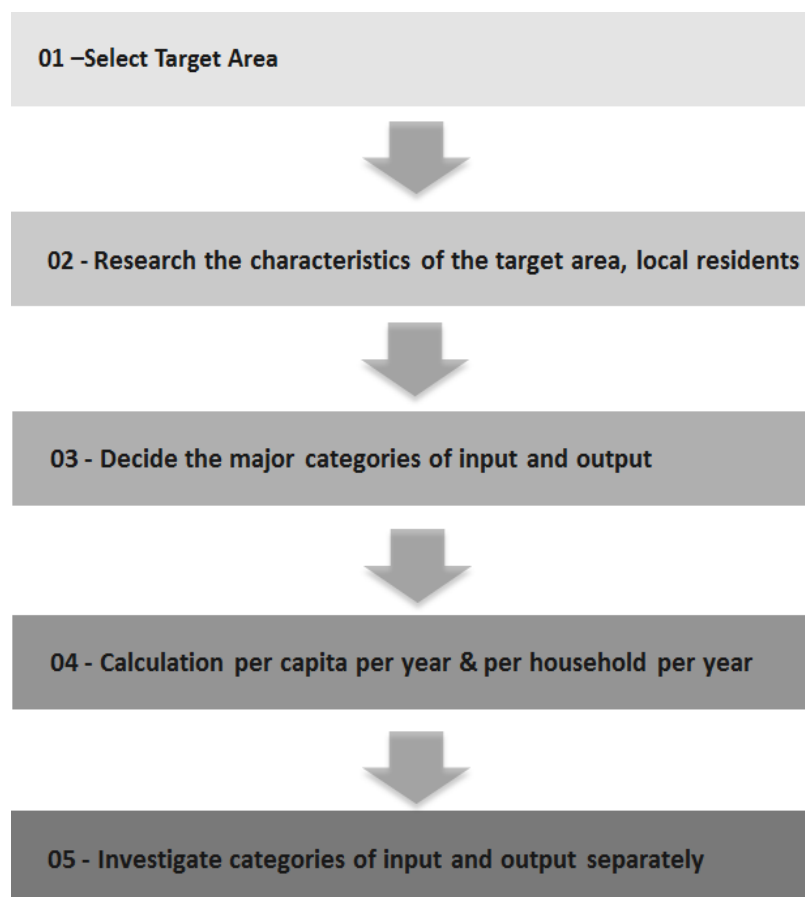 01 –Select Target Area
02 - Research the characteristics of the target area, local residents
03 - Decide the major categories of input and output
04 - Calculation per capita per year & per household per year
05 - Investigate categories of input and output separately